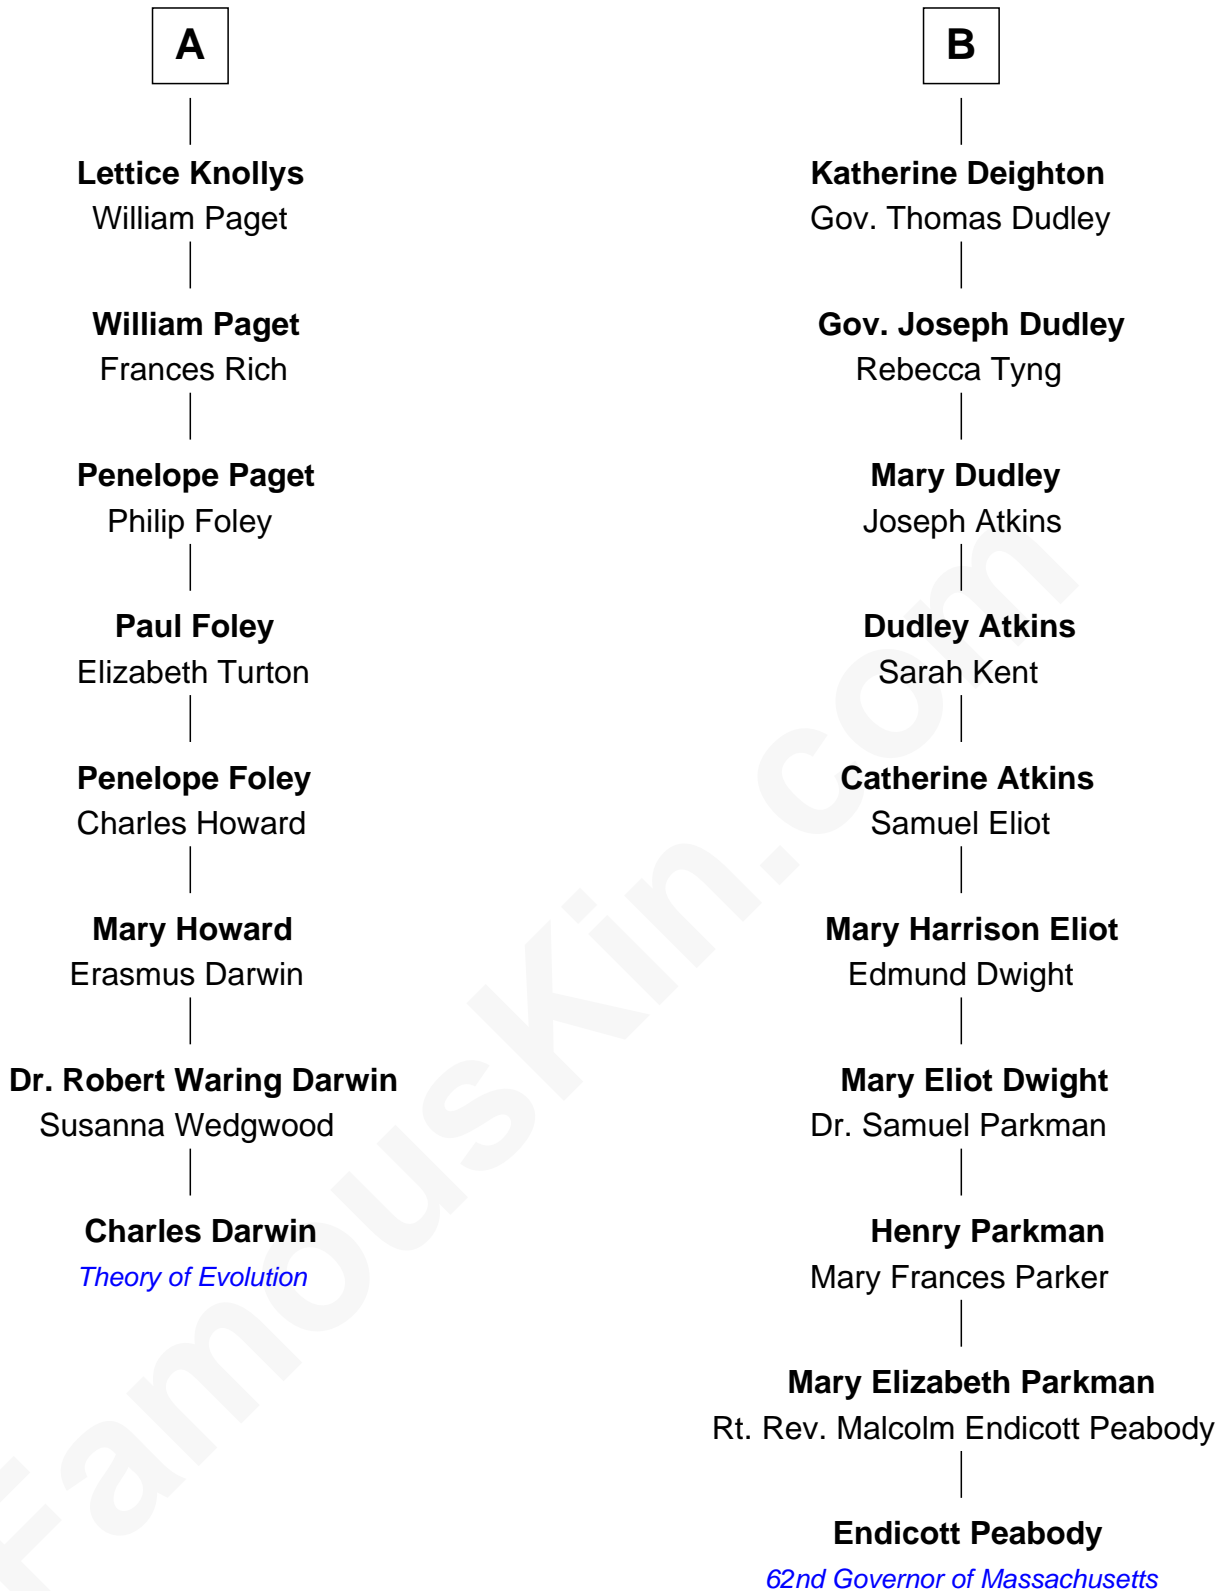 A
Lettice Knollys
William Paget
William Paget
Frances Rich
Penelope Paget
Philip Foley
Paul Foley
Elizabeth Turton
Penelope Foley
Charles Howard
Mary Howard
Erasmus Darwin
Dr. Robert Waring Darwin
Susanna Wedgwood
Charles Darwin
Theory of Evolution
B
Katherine Deighton
Gov. Thomas Dudley
Gov. Joseph Dudley
Rebecca Tyng
Mary Dudley
Joseph Atkins
Dudley Atkins
Sarah Kent
Catherine Atkins
Samuel Eliot
Mary Harrison Eliot
Edmund Dwight
Mary Eliot Dwight
Dr. Samuel Parkman
Henry Parkman
Mary Frances Parker
Mary Elizabeth Parkman
Rt. Rev. Malcolm Endicott Peabody
Endicott Peabody
62nd Governor of Massachusetts
FamousKin.com